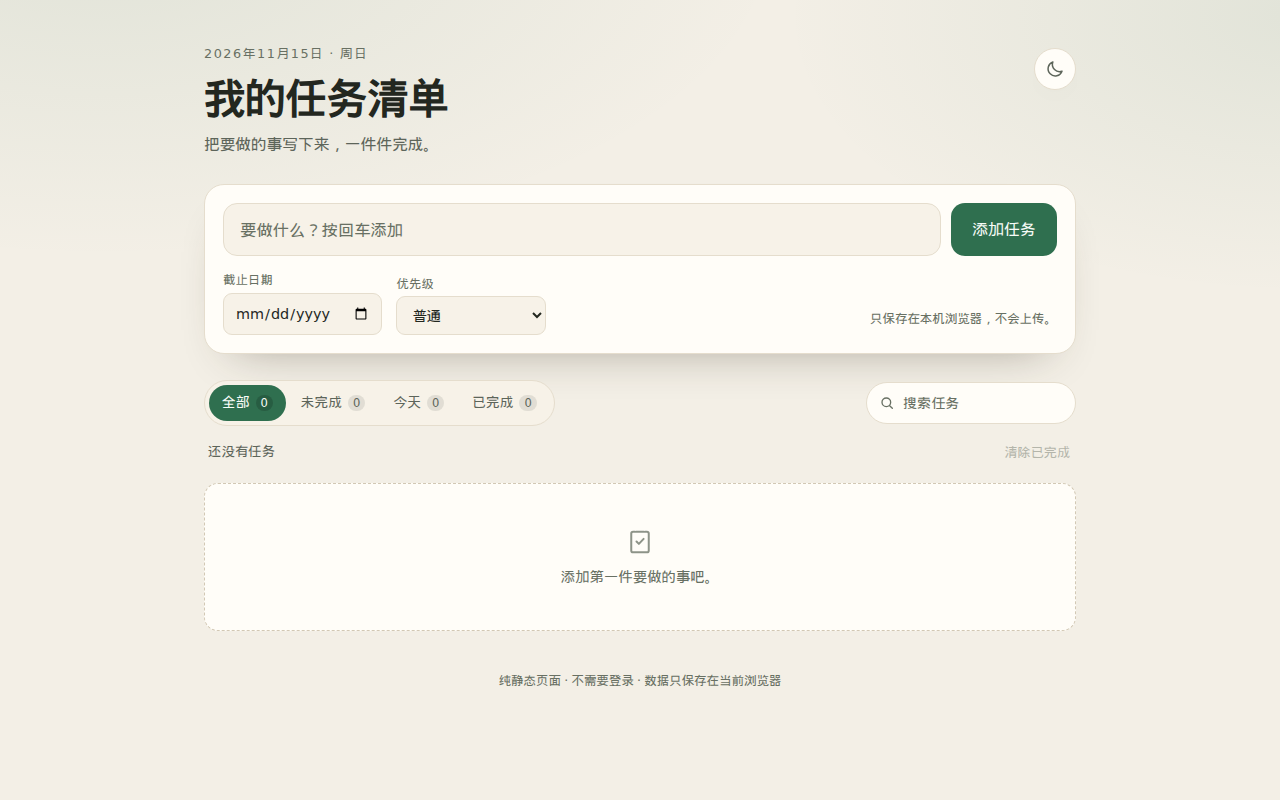 2026年11月15日 · 周日
我的任务清单
把要做的事写下来，一件件完成。
要做什么？按回车添加
添加任务
截止日期
优先级
mm/dd/yyyy
普通
只保存在本机浏览器，不会上传。
全部 0
未完成 0
今天 0
已完成 0
搜索任务
还没有任务
清除已完成
添加第一件要做的事吧。
纯静态页面 · 不需要登录 · 数据只保存在当前浏览器